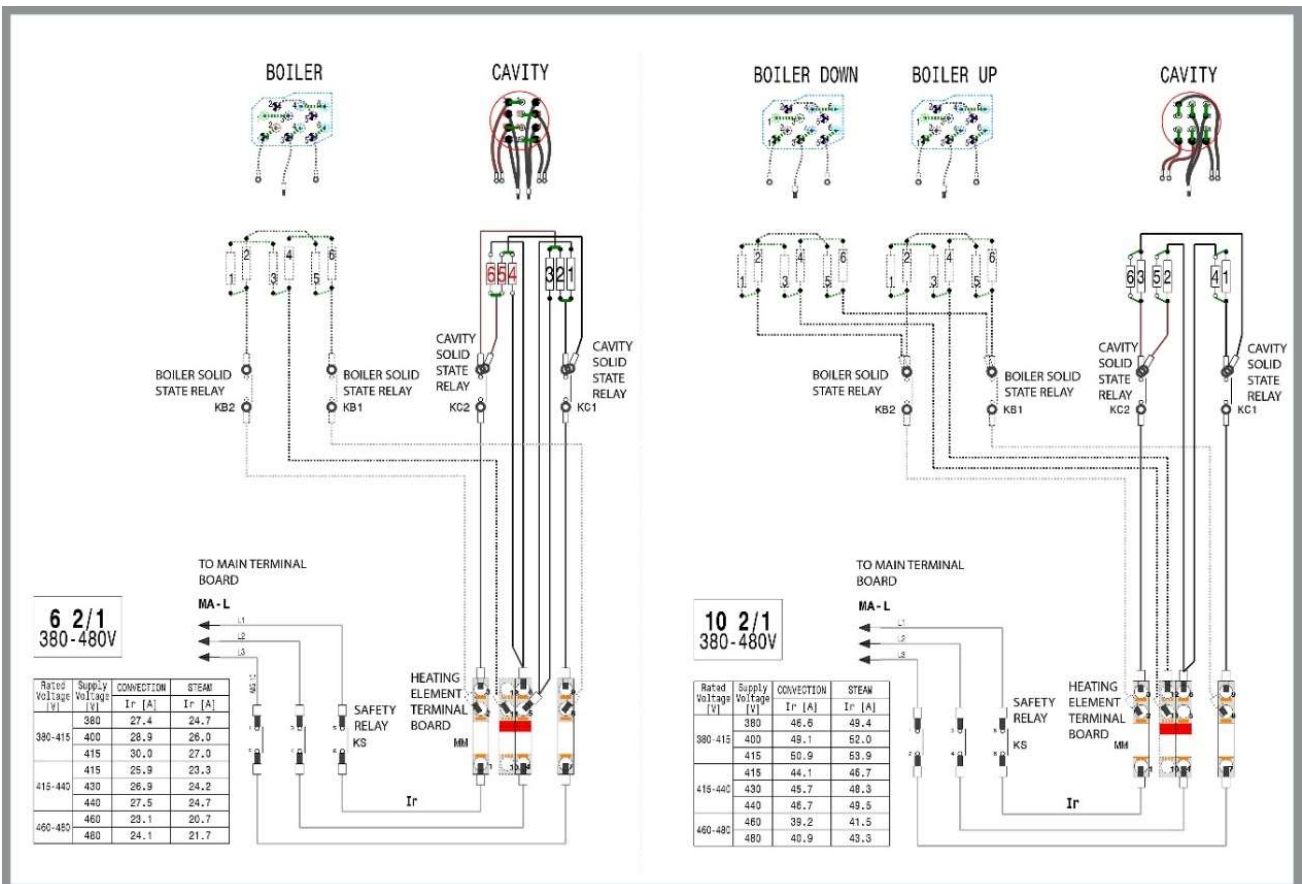 BOILER
CAVITY
2
4
6
1
3
5
6 5 4
3 2 1
BOILER SOLID
STATE RELAY
KB2
BOILER SOLID
STATE RELAY
KB1
CAVITY
SOLID
STATE
RELAY
KC2
CAVITY
SOLID
STATE
RELAY
KC1
TO MAIN TERMINAL
BOARD
MA - L
L1
L2
L3
6 2/1
380-480V
Rated Voltage [V] Supply Voltage [V] CONVECTION Ir [A] STEAM Ir [A]
380-415 380 27.4 24.7
400 28.9 26.0
415 30.0 27.0
415-440 415 25.9 23.3
430 26.9 24.2
440 27.5 24.7
460-480 460 23.1 20.7
480 24.1 21.7
SAFETY
RELAY
KS
HEATING
ELEMENT
TERMINAL
BOARD
MM
Ir
BOILER DOWN
BOILER UP
CAVITY
2
4
6
1
3
5
2
4
6
1
3
5
6 3
5 2
4 1
BOILER SOLID
STATE RELAY
KB2
BOILER SOLID
STATE RELAY
KB1
CAVITY
SOLID
STATE
RELAY
KC2
CAVITY
SOLID
STATE
RELAY
KC1
TO MAIN TERMINAL
BOARD
MA - L
L1
L2
L3
10 2/1
380-480V
Rated Voltage [V] Supply Voltage [V] CONVECTION Ir [A] STEAM Ir [A]
380-415 380 46.6 49.4
400 49.1 52.0
415 50.9 53.9
415-440 415 44.1 46.7
430 45.7 48.3
440 46.7 49.5
460-480 460 39.2 41.5
480 40.9 43.3
SAFETY
RELAY
KS
HEATING
ELEMENT
TERMINAL
BOARD
MM
Ir